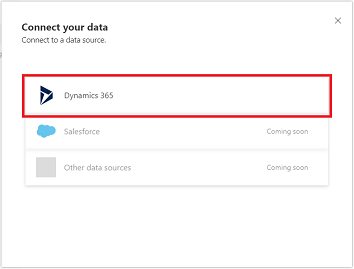 Connect your data
Connect to a data source.
Dynamics 365
Salesforce Coming soon
Other data sources Coming soon